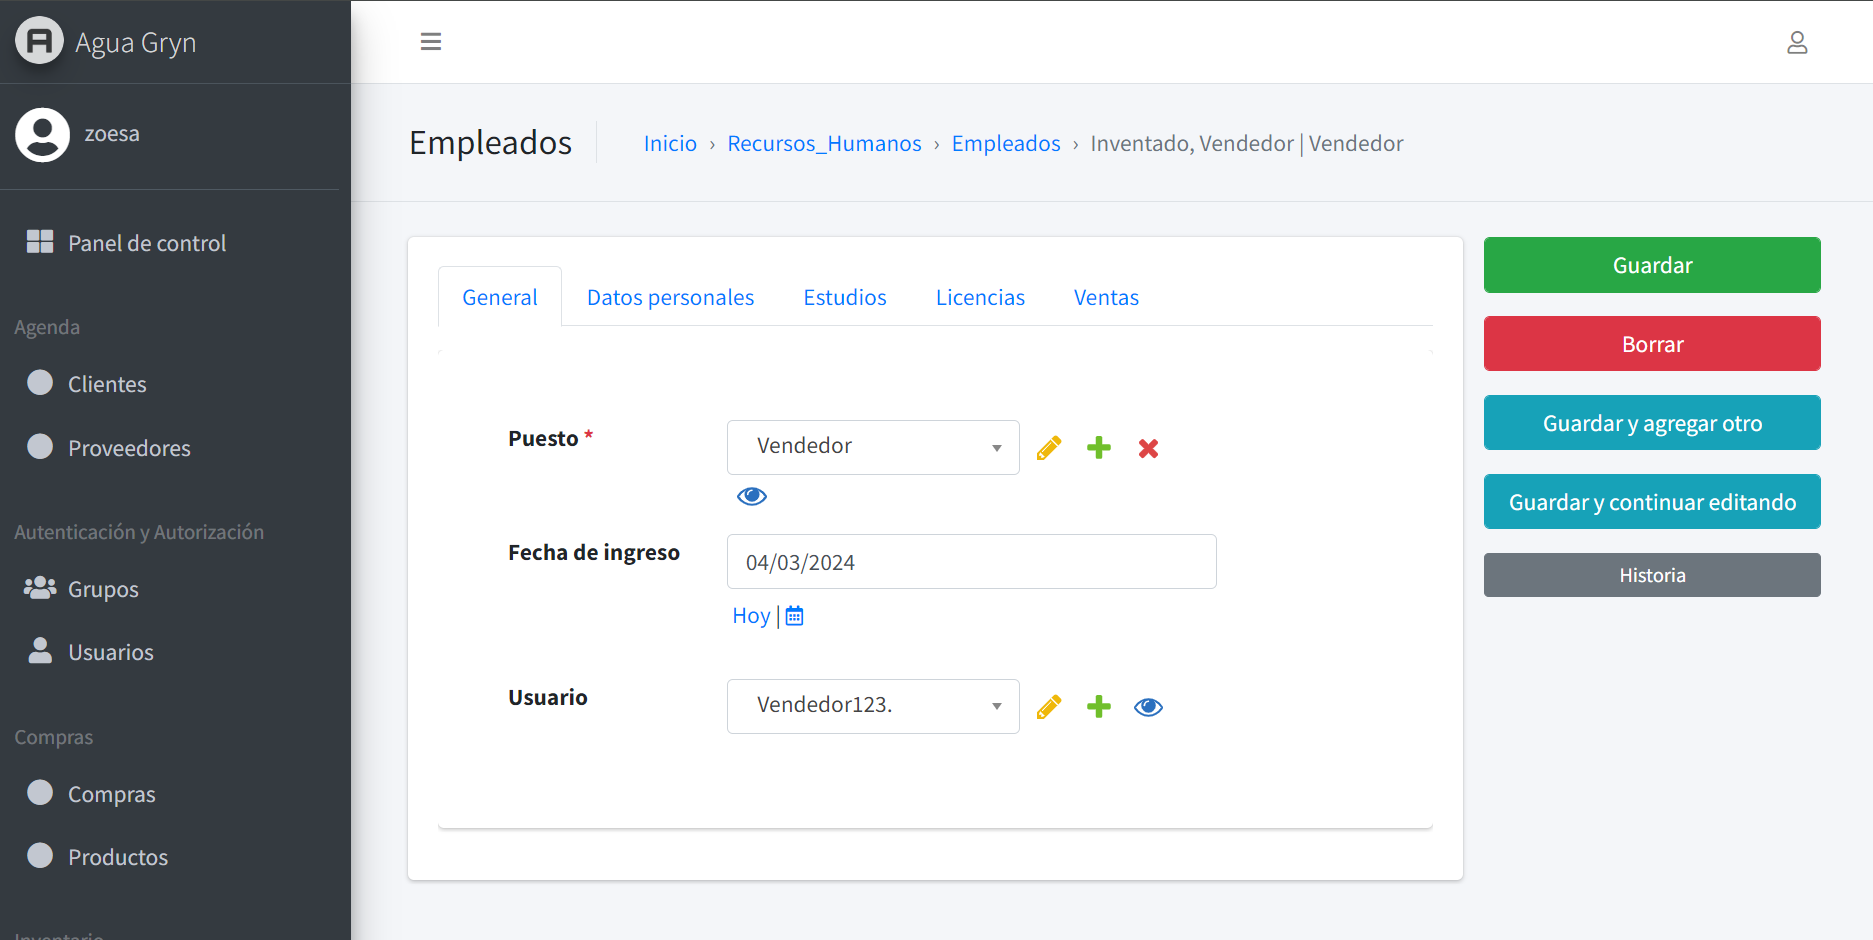 Agua Gryn
zoesa
Panel de control
Agenda
Clientes
Proveedores
Autenticación y Autorización
Grupos
Usuarios
Compras
Compras
Productos
Inventario
Empleados
Inicio › Recursos_Humanos › Empleados › Inventado, Vendedor | Vendedor
General Datos personales Estudios Licencias Ventas
Puesto * Vendedor
Fecha de ingreso 04/03/2024
Hoy |
Usuario Vendedor123.
Guardar
Borrar
Guardar y agregar otro
Guardar y continuar editando
Historia